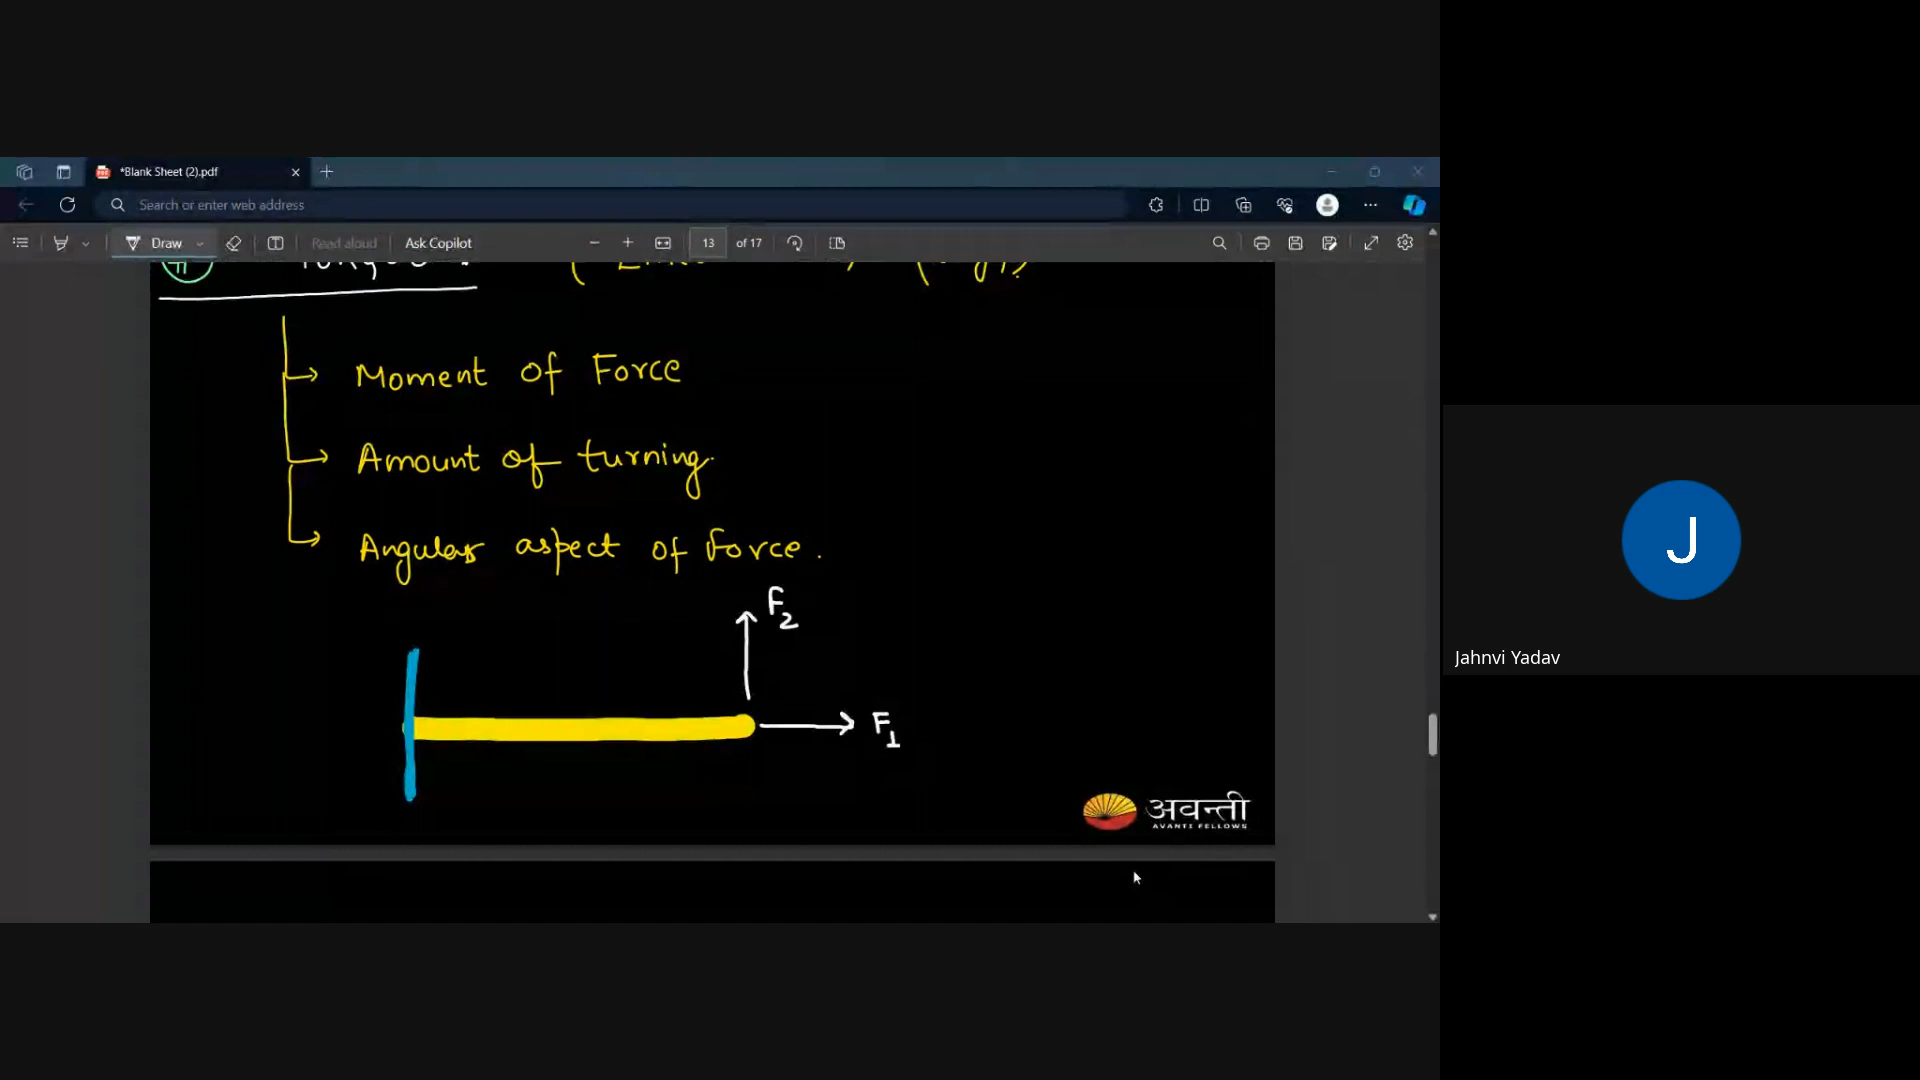 *Blank Sheet (2).pdf
Search or enter web address
Draw
Read aloud
Ask Copilot
13 of 17
Torque :
Moment of Force
Amount of turning.
Angular aspect of Force.
F2
F1
अवन्ती
AVANTI FELLOWS
J
Jahnvi Yadav